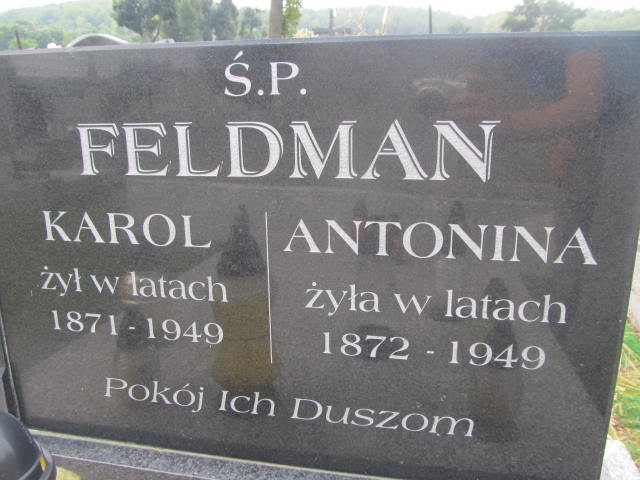 Ś.P.
FELDMAN
KAROL
żył w latach
1871 - 1949
ANTONINA
żyła w latach
1872 - 1949
Pokój Ich Duszom